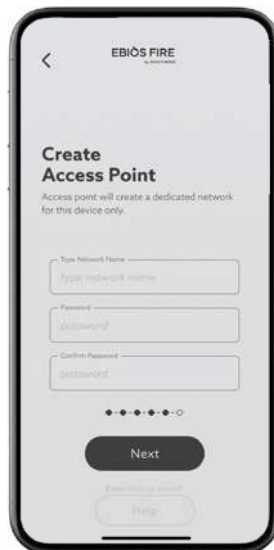 EBIÒS FIRE
Create
Access Point
Access point will create a dedicated network
for this device only.
Type Network Name
type network name
Password
password
Confirm Password
password
Next
Help